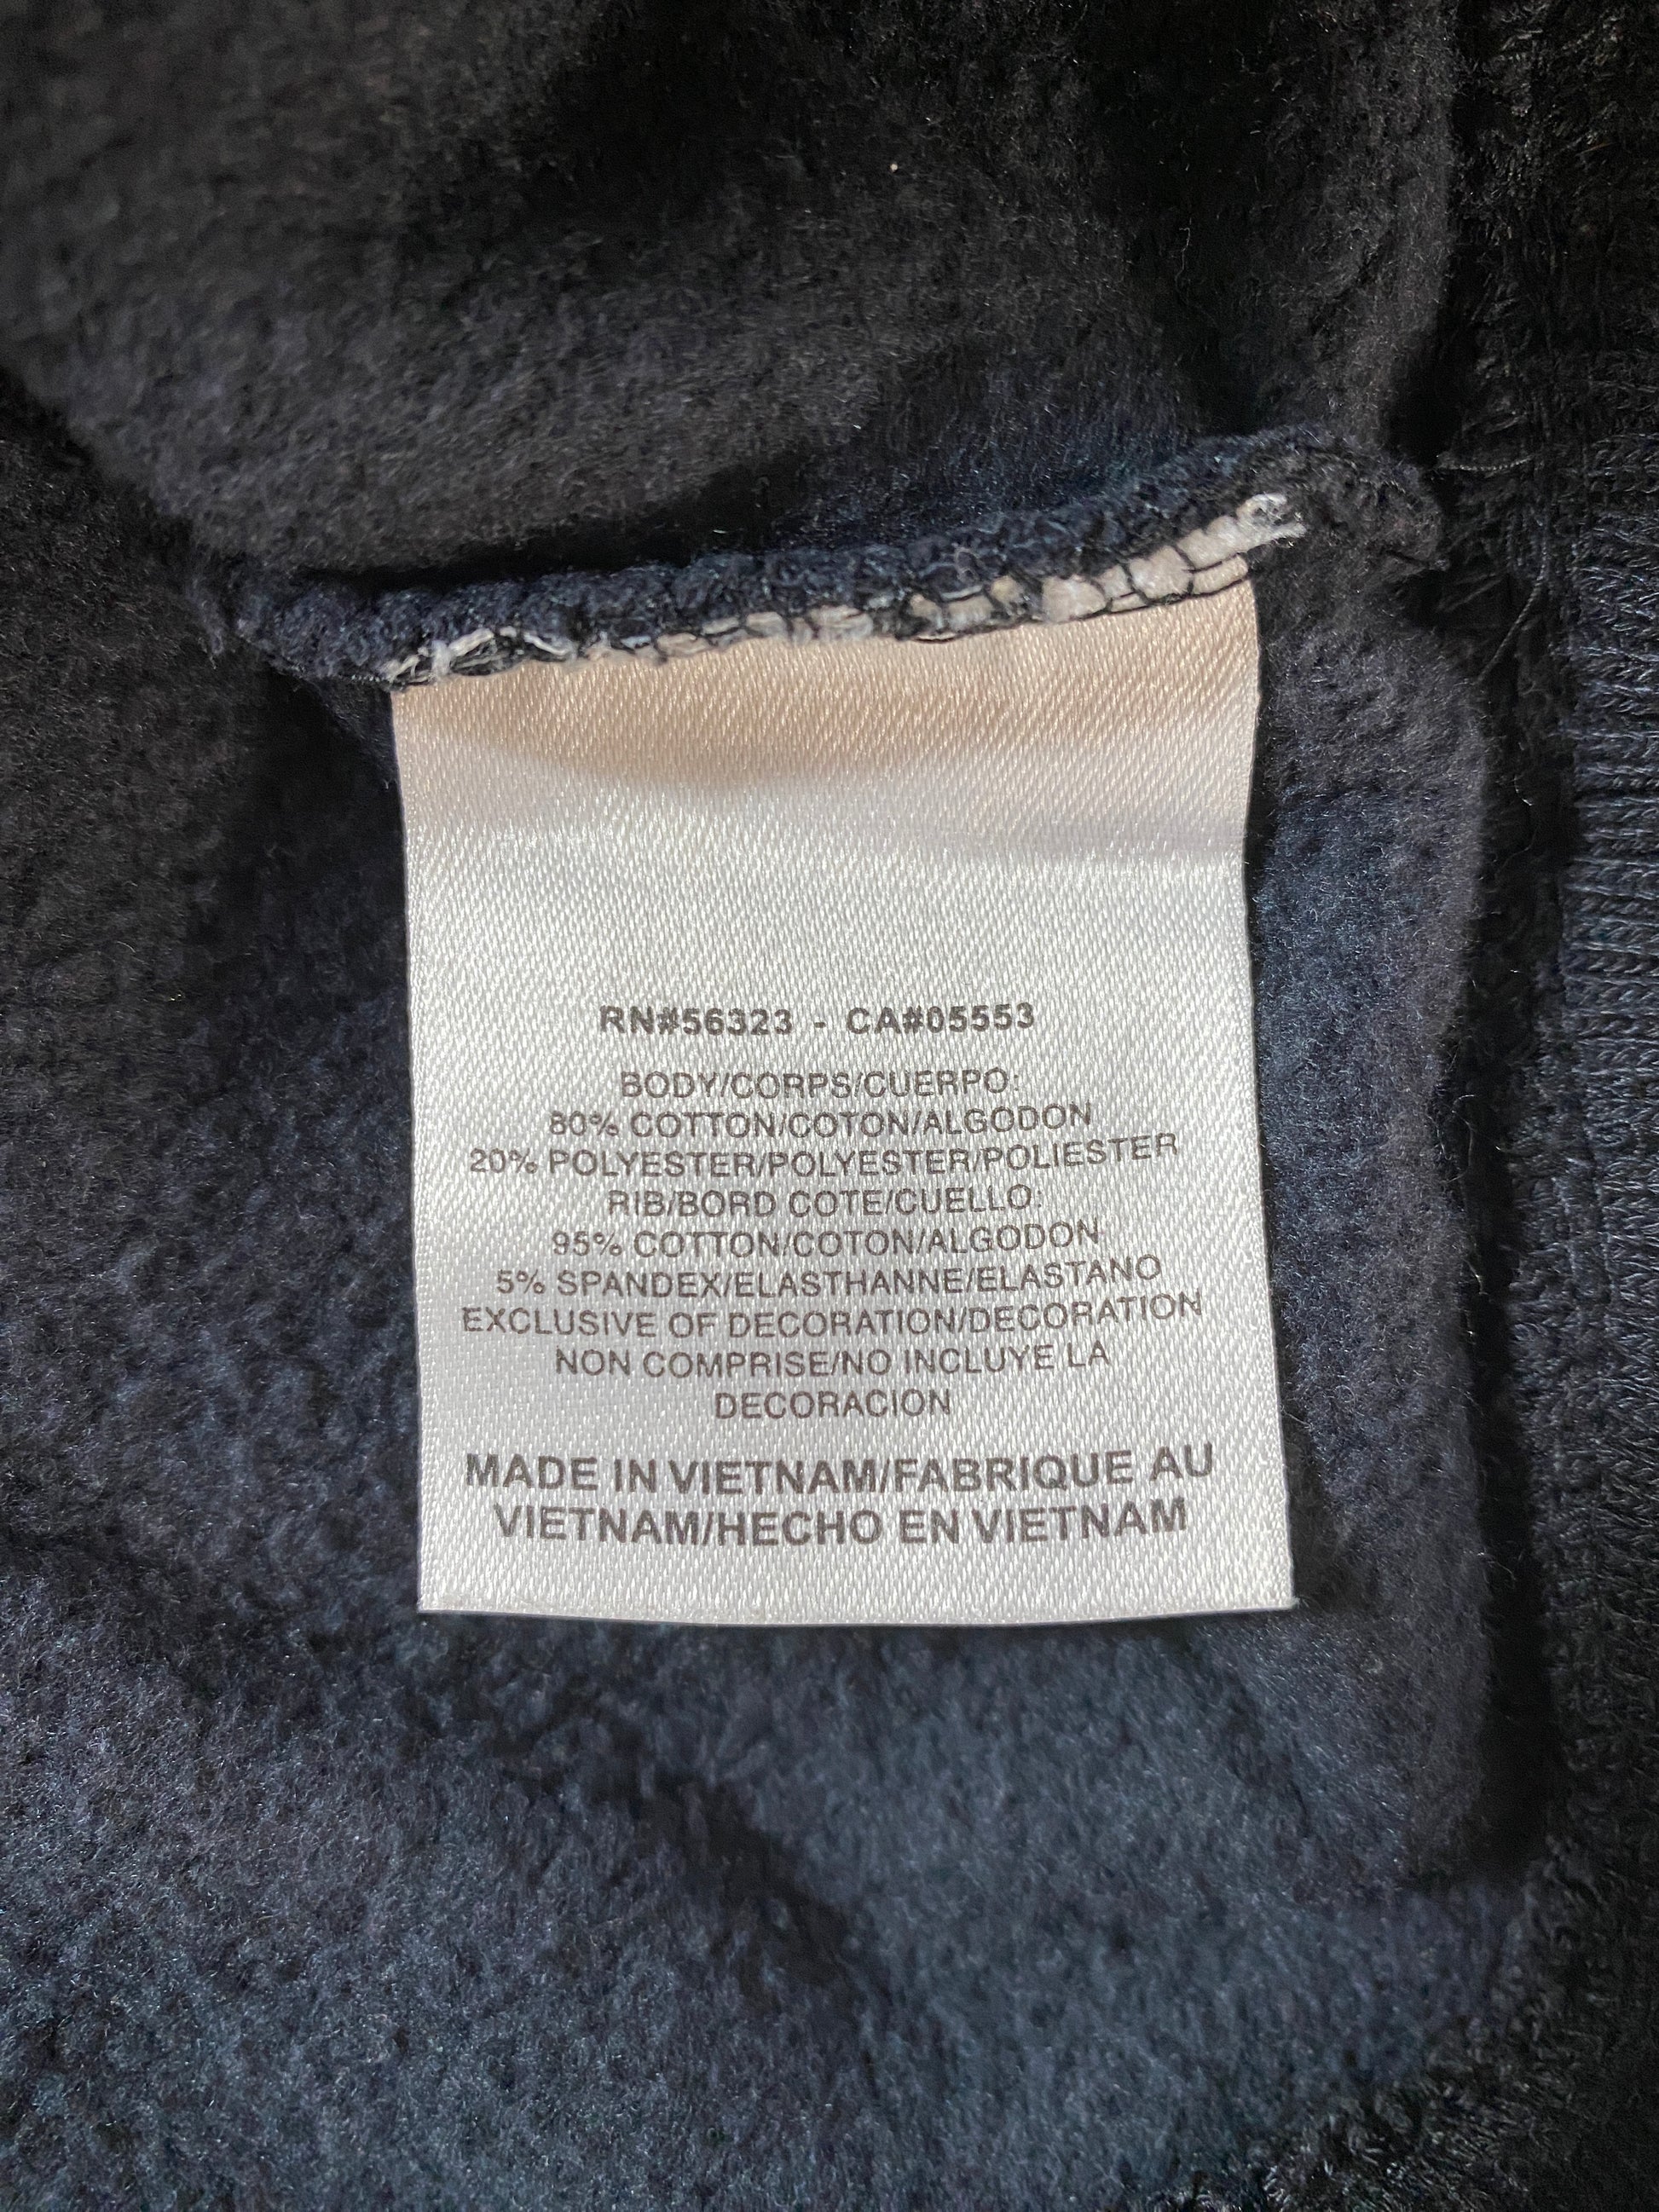 RN#56323 - CA#05553
BODY/CORPS/CUERPO:
80% COTTON/COTON/ALGODON
20% POLYESTER/POLYESTER/POLIESTER
RIB/BORD COTE/CUELLO:
95% COTTON/COTON/ALGODON
5% SPANDEX/ELASTHANNE/ELASTANO
EXCLUSIVE OF DECORATION/DECORATION
NON COMPRISE/NO INCLUYE LA
DECORACION
MADE IN VIETNAM/FABRIQUE AU
VIETNAM/HECHO EN VIETNAM